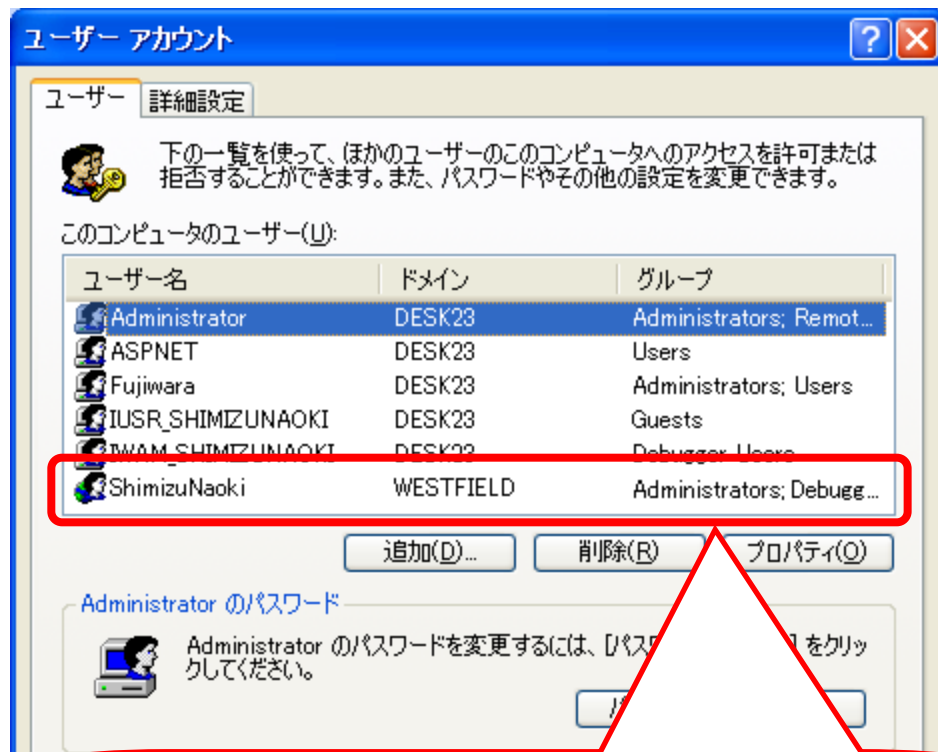 ユーザー アカウント
ユーザー 詳細設定
下の一覧を使って、ほかのユーザーのこのコンピュータへのアクセスを許可または
拒否することができます。また、パスワードやその他の設定を変更できます。
このコンピュータのユーザー(U):
ユーザー名 ドメイン グループ
Administrator DESK23 Administrators; Remot...
ASPNET DESK23 Users
Fujiwara DESK23 Administrators; Users
IUSR_SHIMIZUNAOKI DESK23 Guests
IWAM_SHIMIZUNAOKI DESK23 Debugger Users
ShimizuNaoki WESTFIELD Administrators; Debugg...
追加(D)... 削除(R) プロパティ(O)
Administrator のパスワード
Administrator のパスワードを変更するには、[パスワ をクリッ
クしてください。